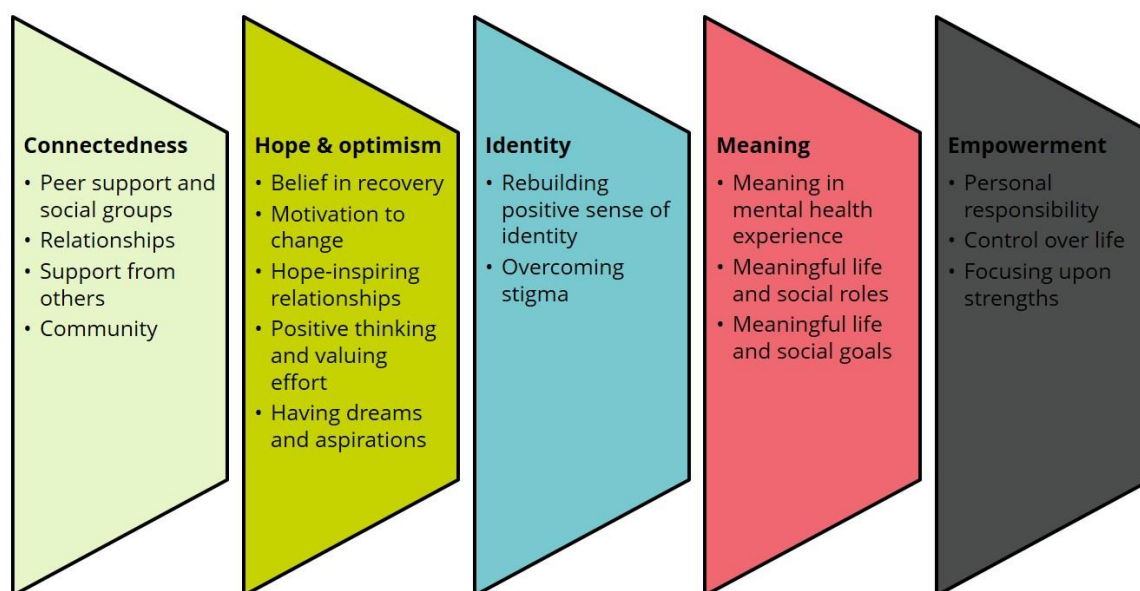 Connectedness
• Peer support and
social groups
• Relationships
• Support from
others
• Community
Hope & optimism
• Belief in recovery
• Motivation to
change
• Hope-inspiring
relationships
• Positive thinking
and valuing
effort
• Having dreams
and aspirations
Identity
• Rebuilding
positive sense of
identity
• Overcoming
stigma
Meaning
• Meaning in
mental health
experience
• Meaningful life
and social roles
• Meaningful life
and social goals
Empowerment
• Personal
responsibility
• Control over life
• Focusing upon
strengths